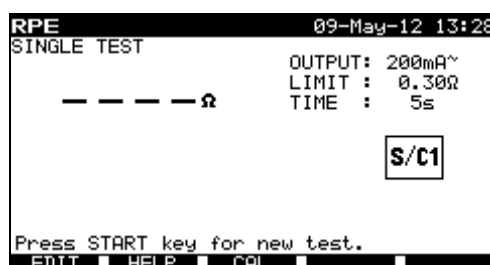 RPE 09-May-12 13:28
SINGLE TEST
OUTPUT: 200mA~
LIMIT : 0.30Ω
– – – – Ω TIME : 5s
S/C1
Press START key for new test.
EDIT HELP CAL